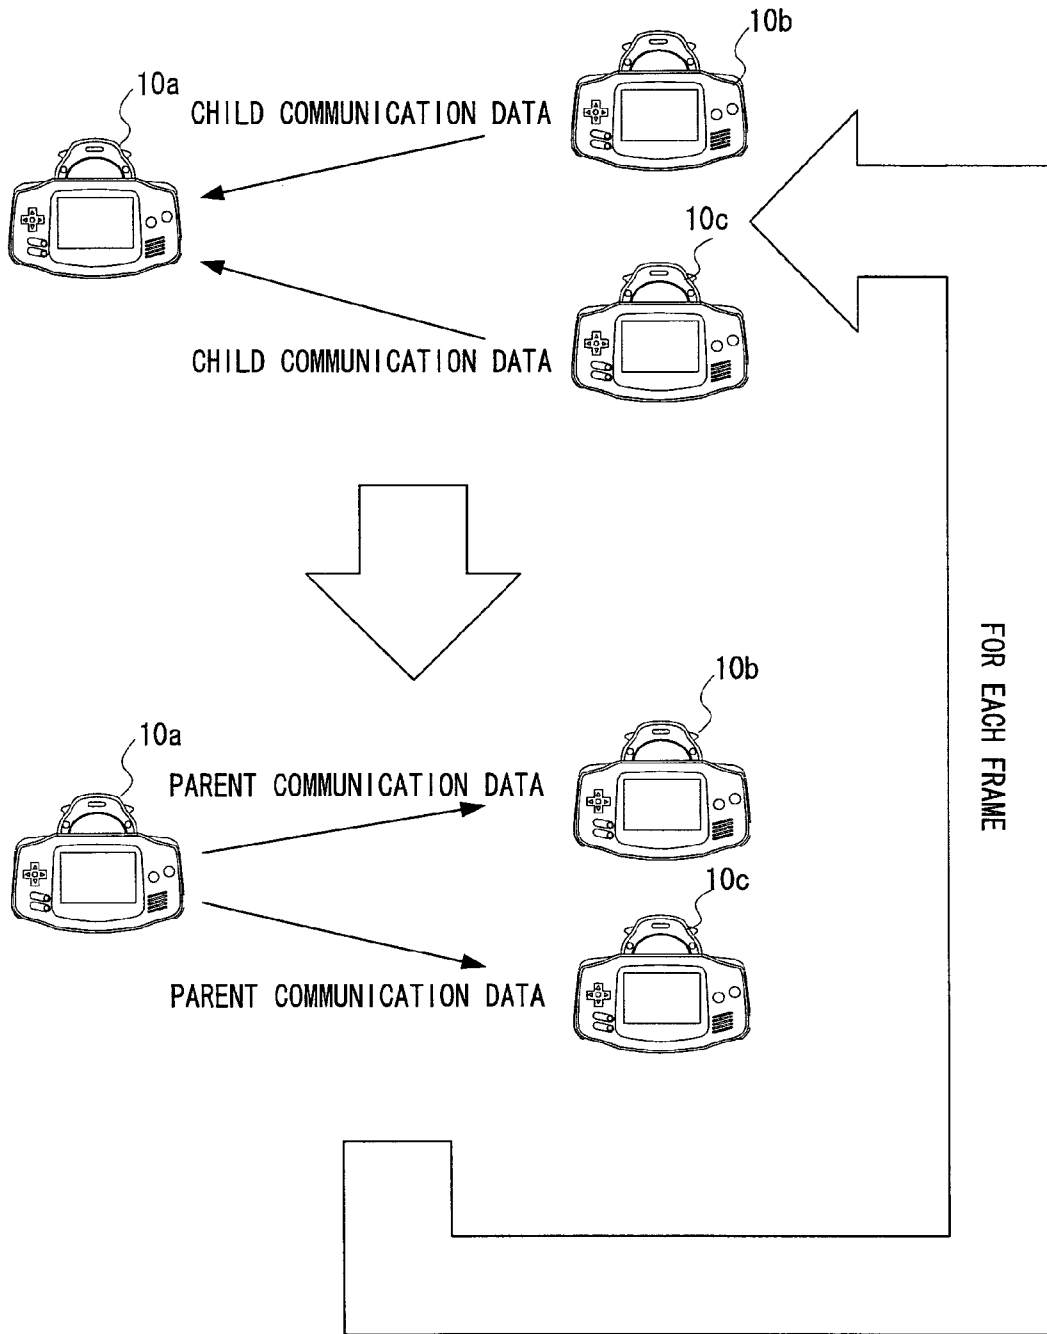 10b
10a
CHILD COMMUNICATION DATA
10c
CHILD COMMUNICATION DATA
FOR EACH FRAME
10b
10a
PARENT COMMUNICATION DATA
10c
PARENT COMMUNICATION DATA